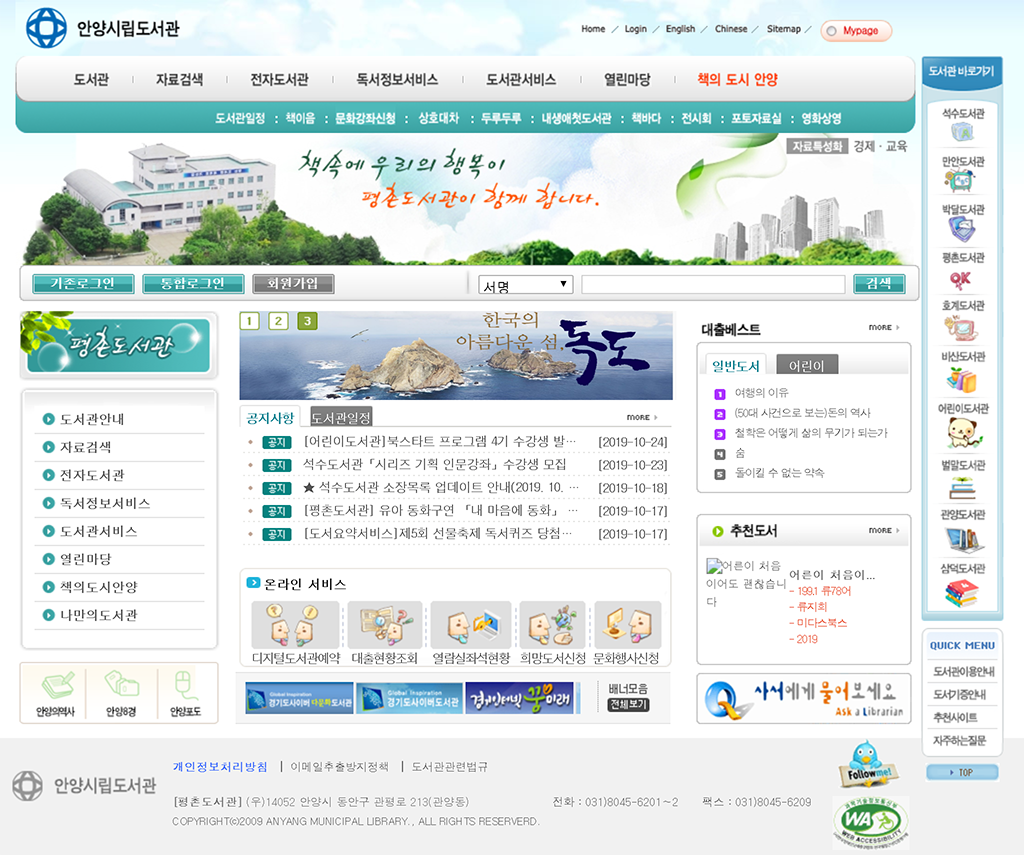 안양시립도서관
Home / Login / English / Chinese / Sitemap / Mypage
도서관 자료검색 전자도서관 독서정보서비스 도서관서비스 열린마당 책의 도시 안양
도서관일정 : 책이음 : 문화강좌신청 : 상호대차 : 두루두루 : 내생애첫도서관 : 책바다 : 전시회 : 포토자료실 : 영화상영
자료특성화 경제 · 교육
책속에 우리의 행복이
평촌도서관이 함께 합니다.
기존로그인 통합로그인 회원가입 서명 검색
평촌도서관
도서관안내
자료검색
전자도서관
독서정보서비스
도서관서비스
열린마당
책의도시안양
나만의도서관
안양의역사 안양8경 안양포도
1 2 3
한국의
아름다운 섬, 독도
공지사항 도서관일정 MORE
공지 [어린이도서관]북스타트 프로그램 4기 수강생 발… [2019-10-24]
공지 석수도서관「시리즈 기획 인문강좌」수강생 모집 [2019-10-23]
공지 ★ 석수도서관 소장목록 업데이트 안내(2019. 10. … [2019-10-18]
공지 [평촌도서관] 유아 동화구연 「내 마음에 동화」 … [2019-10-17]
공지 [도서요약서비스]제5회 선물축제 독서퀴즈 당첨… [2019-10-17]
온라인 서비스
디지털도서관예약 대출현황조회 열람실좌석현황 희망도서신청 문화행사신청
Global Inspiration
경기도사이버 다문화도서관
Global Inspiration
경기도사이버도서관
배너모음
전체보기
대출베스트 MORE
일반도서 어린이
1 여행의 이유
2 (50대 사건으로 보는)돈의 역사
3 철학은 어떻게 삶의 무기가 되는가
4 숨
5 돌이킬 수 없는 약속
추천도서 MORE
어른이 처음
이어도 괜찮습니
다
어른이 처음이...
- 199.1 류78어
- 류지회
- 미다스북스
- 2019
사서에게 물어보세요
Ask a Librarian
도서관 바로가기
석수도서관
만안도서관
박달도서관
평촌도서관
호계도서관
비산도서관
어린이도서관
벌말도서관
관양도서관
삼덕도서관
QUICK MENU
도서관이용안내
도서기증안내
추천사이트
자주하는질문
TOP
안양시립도서관
개인정보처리방침 | 이메일추출방지정책 | 도서관관련법규
[평촌도서관] (우)14052 안양시 동안구 관평로 213(관양동) 전화 : 031)8045-6201~2 팩스 : 031)8045-6209
COPYRIGHT(c)2009 ANYANG MUNICIPAL LIBRARY. , ALL RIGHTS RESERVERD.
Follow me!
WA
WEB ACCESSIBILITY